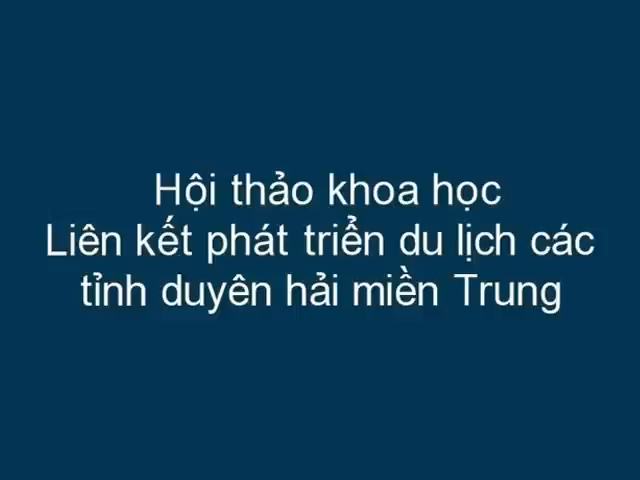 Hội thảo khoa học
Liên kết phát triển du lịch các
tỉnh duyên hải miền Trung